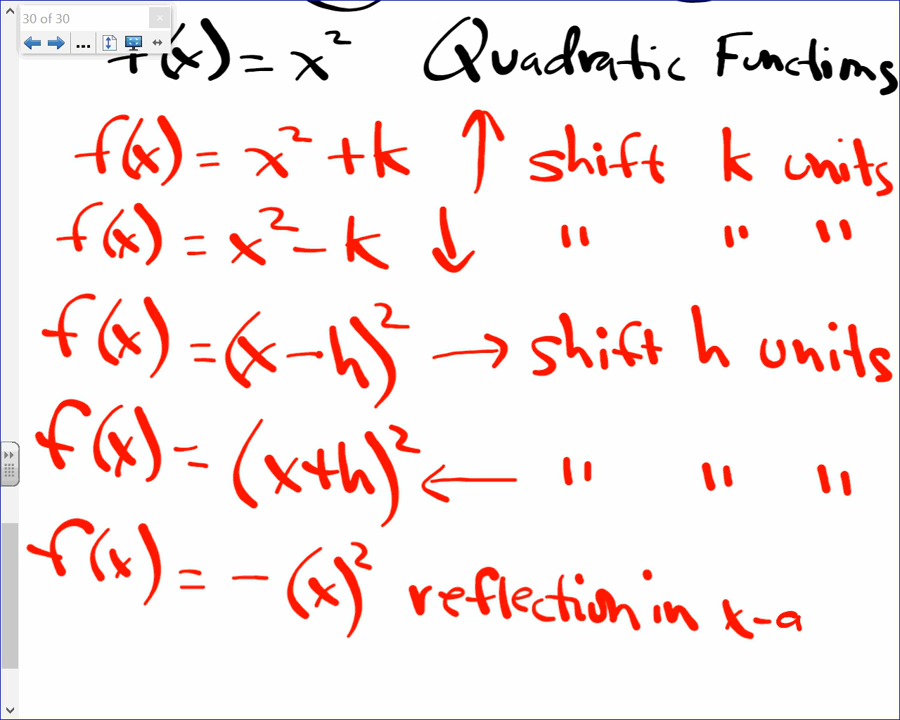 30 of 30
f(x) = x² Quadratic Functions
f(x) = x² + k ↑ shift k units
f(x) = x² - k ↓ " " "
f(x) = (x - h)² → shift h units
f(x) = (x + h)² ← " " "
f(x) = - (x)² reflection in x-a